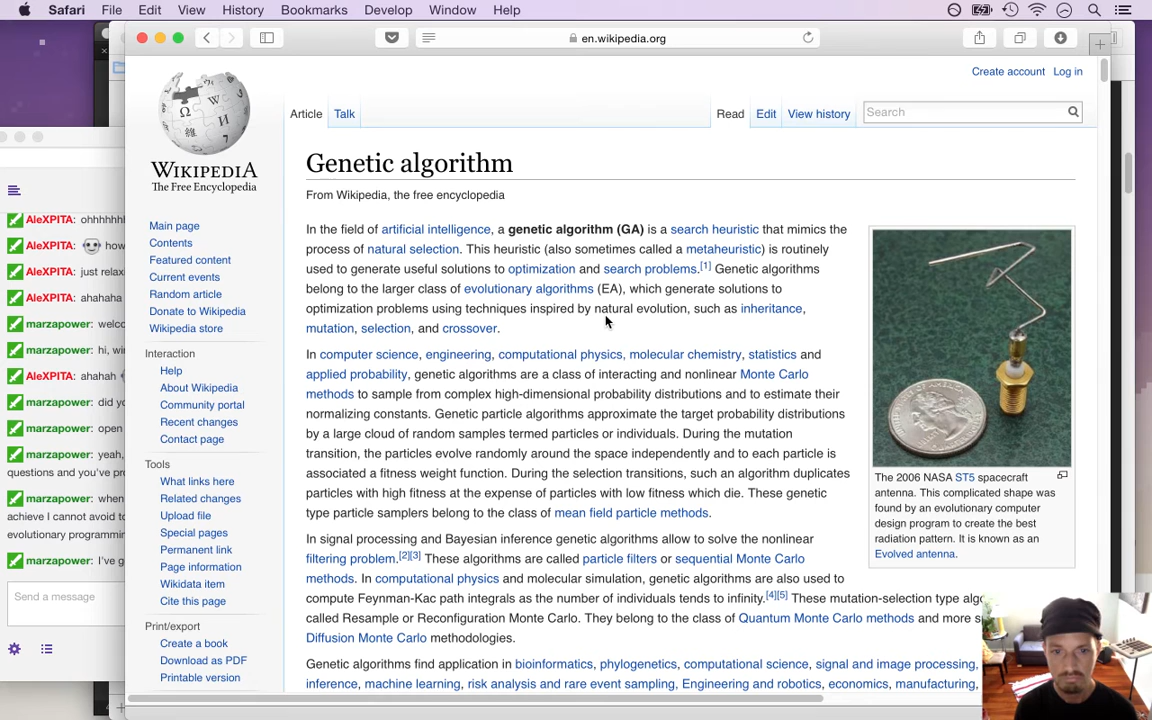 Safari File Edit View History Bookmarks Develop Window Help
en.wikipedia.org
Create account Log in
Article Talk Read Edit View history Search
WIKIPEDIA
The Free Encyclopedia
Main page
Contents
Featured content
Current events
Random article
Donate to Wikipedia
Wikipedia store
Interaction
Help
About Wikipedia
Community portal
Recent changes
Contact page
Tools
What links here
Related changes
Upload file
Special pages
Permanent link
Page information
Wikidata item
Cite this page
Print/export
Create a book
Download as PDF
Printable version
Genetic algorithm
From Wikipedia, the free encyclopedia
In the field of artificial intelligence, a genetic algorithm (GA) is a search heuristic that mimics the
process of natural selection. This heuristic (also sometimes called a metaheuristic) is routinely
used to generate useful solutions to optimization and search problems.[1] Genetic algorithms
belong to the larger class of evolutionary algorithms (EA), which generate solutions to
optimization problems using techniques inspired by natural evolution, such as inheritance,
mutation, selection, and crossover.
In computer science, engineering, computational physics, molecular chemistry, statistics and
applied probability, genetic algorithms are a class of interacting and nonlinear Monte Carlo
methods to sample from complex high-dimensional probability distributions and to estimate their
normalizing constants. Genetic particle algorithms approximate the target probability distributions
by a large cloud of random samples termed particles or individuals. During the mutation
transition, the particles evolve randomly around the space independently and to each particle is
associated a fitness weight function. During the selection transitions, such an algorithm duplicates
particles with high fitness at the expense of particles with low fitness which die. These genetic
type particle samplers belong to the class of mean field particle methods.
In signal processing and Bayesian inference genetic algorithms allow to solve the nonlinear
filtering problem.[2][3] These algorithms are called particle filters or sequential Monte Carlo
methods. In computational physics and molecular simulation, genetic algorithms are also used to
compute Feynman-Kac path integrals as the number of individuals tends to infinity.[4][5] These mutation-selection type
called Resample or Reconfiguration Monte Carlo. They belong to the class of Quantum Monte Carlo methods and more
Diffusion Monte Carlo methodologies.
Genetic algorithms find application in bioinformatics, phylogenetics, computational science, signal and image processing,
inference, machine learning, risk analysis and rare event sampling, Engineering and robotics, economics, manufacturing,
The 2006 NASA ST5 spacecraft
antenna. This complicated shape was
found by an evolutionary computer
design program to create the best
radiation pattern. It is known as an
Evolved antenna.
AleXPITA: ohhhhhhh
AleXPITA: how
AleXPITA: just relax
AleXPITA: ahahaha
marzapower: welc
marzapower: hi, wi
AleXPITA: ahahah
marzapower: did yo
marzapower: open
marzapower: yeah,
questions and you've pr
marzapower: when
achieve I cannot avoid to
evolutionary programmin
marzapower: I've g
Send a message